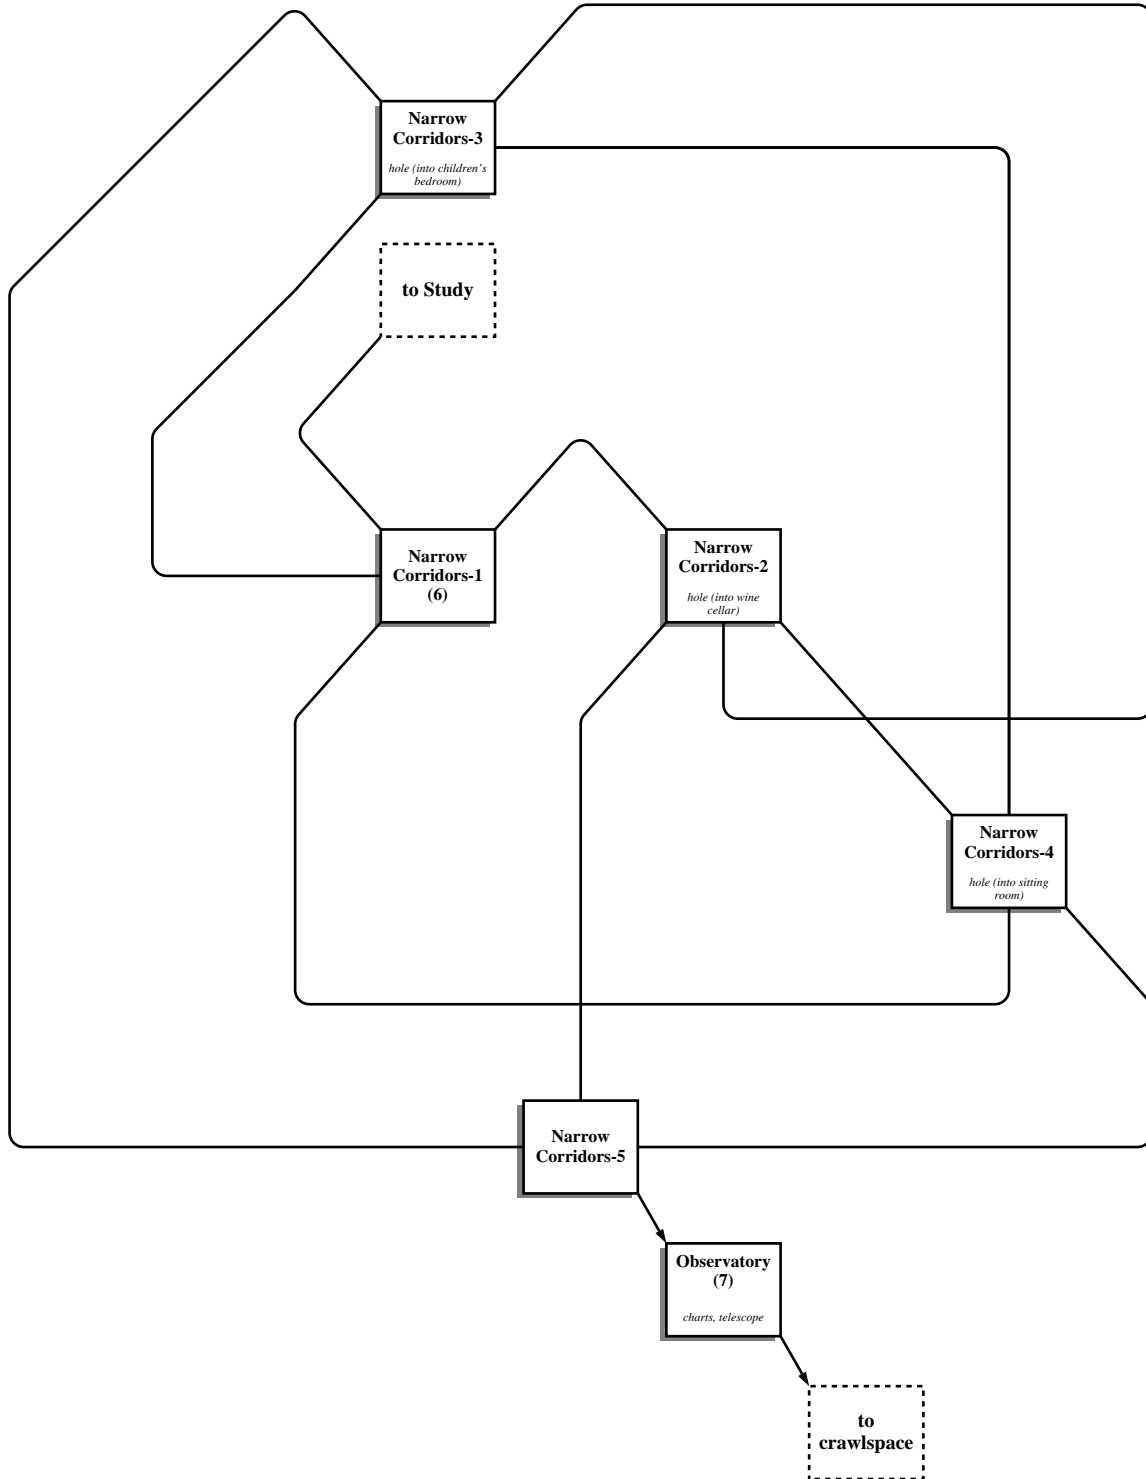 Narrow
Corridors-3
hole (into children's
bedroom)
to Study
Narrow
Corridors-1
(6)
Narrow
Corridors-2
hole (into wine
cellar)
Narrow
Corridors-4
hole (into sitting
room)
Narrow
Corridors-5
Observatory
(7)
charts, telescope
to
crawlspace